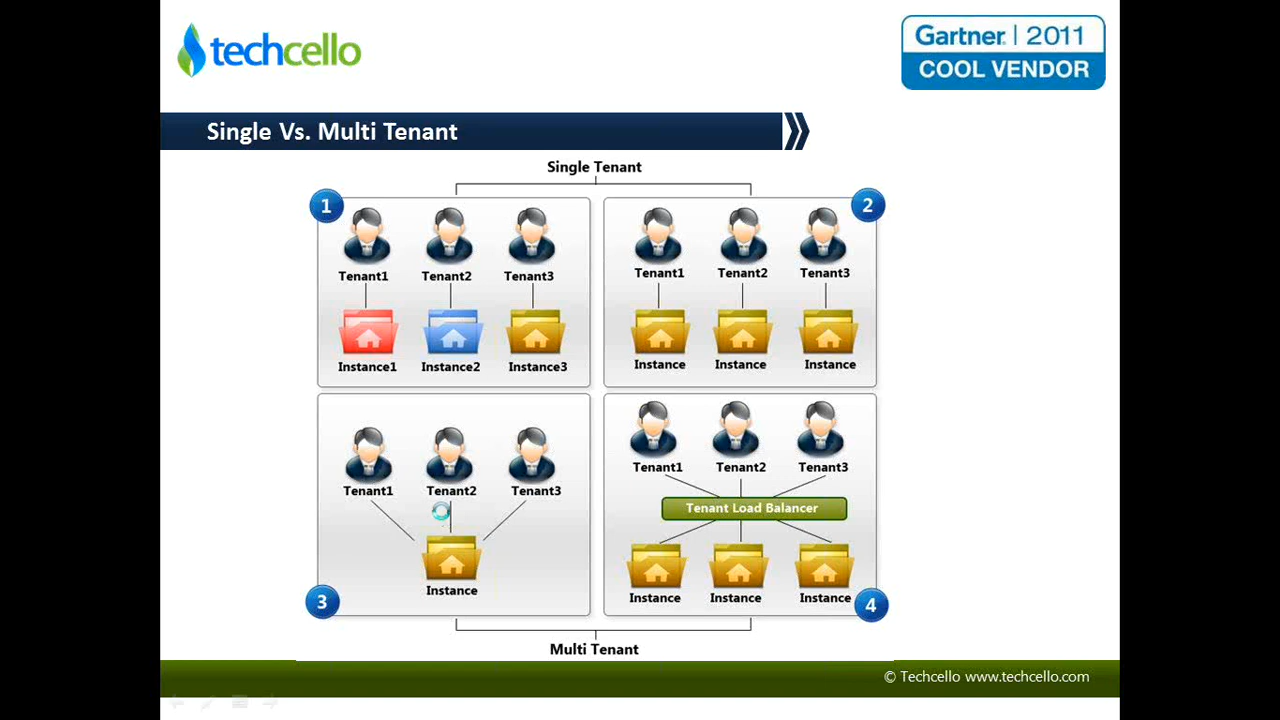 techcello
Gartner. | 2011
COOL VENDOR
Single Vs. Multi Tenant
Single Tenant
1
Tenant1 Tenant2 Tenant3
Instance1 Instance2 Instance3
2
Tenant1 Tenant2 Tenant3
Instance Instance Instance
Tenant1 Tenant2 Tenant3
Instance
3
Tenant1 Tenant2 Tenant3
Tenant Load Balancer
Instance Instance Instance
4
Multi Tenant
© Techcello www.techcello.com